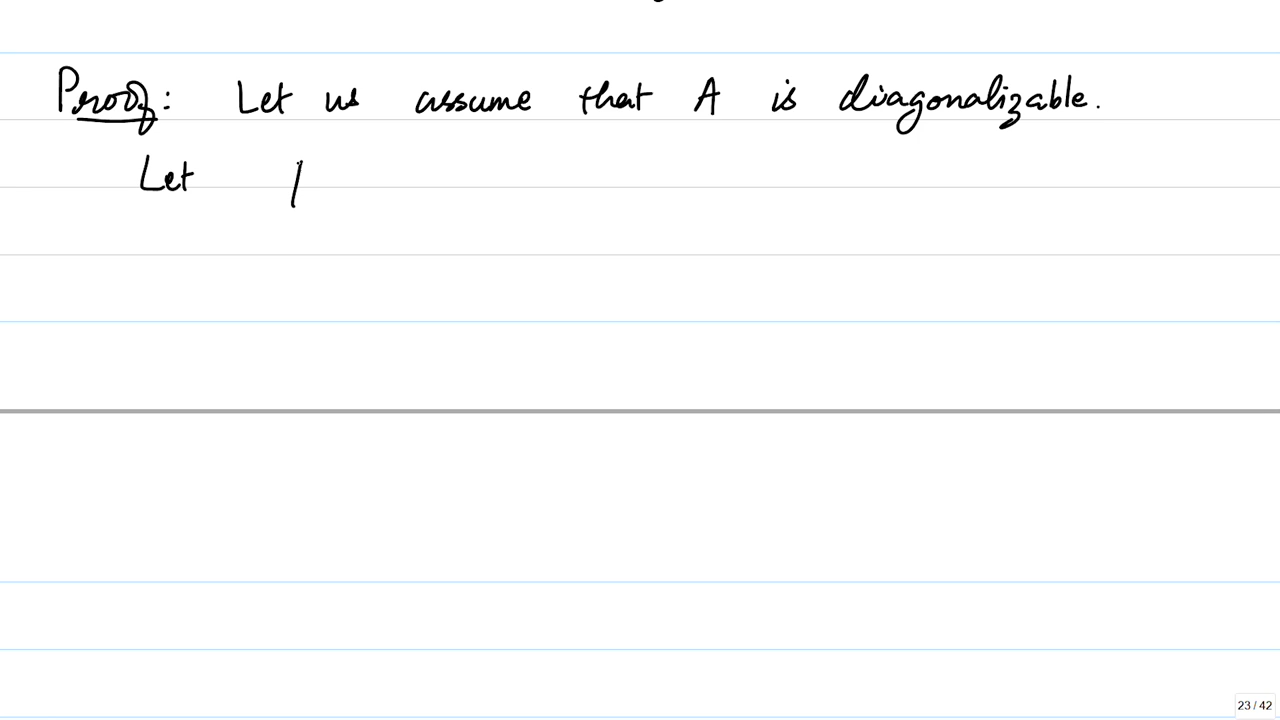 Proof: Let us assume that A is diagonalizable.
Let
23 / 42